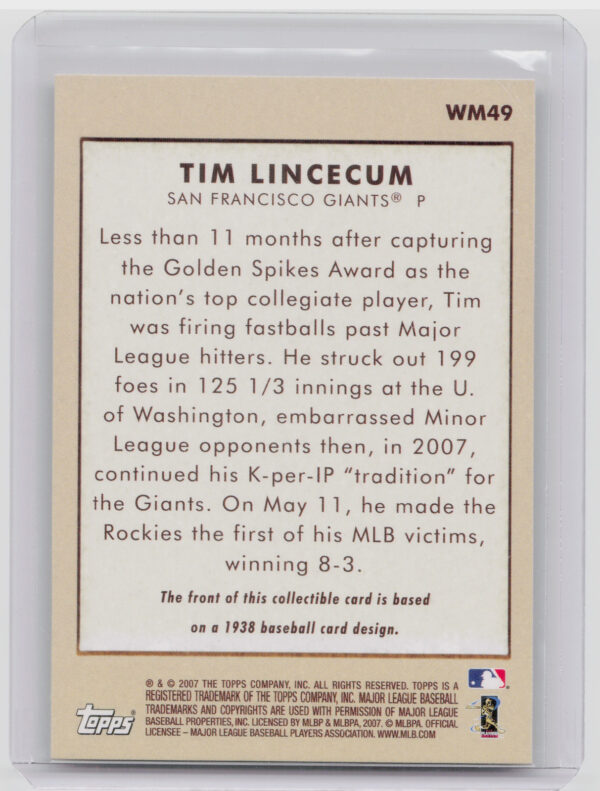 WM49
TIM LINCECUM
SAN FRANCISCO GIANTS® P
Less than 11 months after capturing
the Golden Spikes Award as the
nation's top collegiate player, Tim
was firing fastballs past Major
League hitters. He struck out 199
foes in 125 1/3 innings at the U.
of Washington, embarrassed Minor
League opponents then, in 2007,
continued his K-per-IP “tradition” for
the Giants. On May 11, he made the
Rockies the first of his MLB victims,
winning 8-3.
The front of this collectible card is based
on a 1938 baseball card design.
® & © 2007 THE TOPPS COMPANY, INC. ALL RIGHTS RESERVED. TOPPS IS A
REGISTERED TRADEMARK OF THE TOPPS COMPANY, INC. MAJOR LEAGUE BASEBALL
TRADEMARKS AND COPYRIGHTS ARE USED WITH PERMISSION OF MAJOR LEAGUE
BASEBALL PROPERTIES, INC. LICENSED BY MLBP & MLBPA, 2007. © MLBPA. OFFICIAL
LICENSEE – MAJOR LEAGUE BASEBALL PLAYERS ASSOCIATION. WWW.MLB.COM
Topps